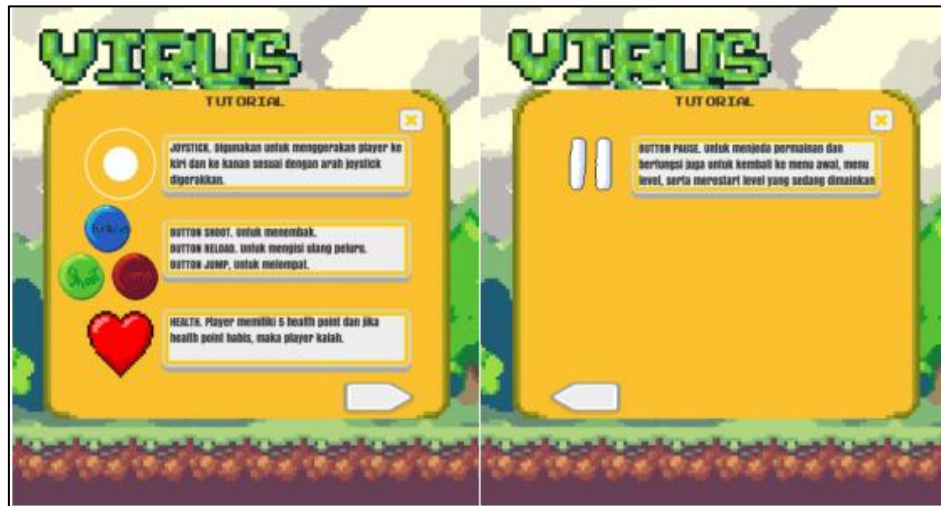 VIRUS
TUTORIAL
JOYSTICK. Digunakan untuk menggerakan player ke
kiri dan ke kanan sesuai dengan arah joystick
digerakkan.
Shoot
BUTTON SHOOT. Untuk menembak.
BUTTON RELOAD. Untuk mengisi ulang peluru.
BUTTON JUMP, Untuk melompat.
HEALTH. Player memiliki 5 health point dan jika
health point habis, maka player kalah.
VIRUS
TUTORIAL
BUTTON PAUSE. Untuk menjeda permainan dan
berfungsi juga untuk kembali ke menu awal, menu
level, serta merestart level yang sedang dimainkan